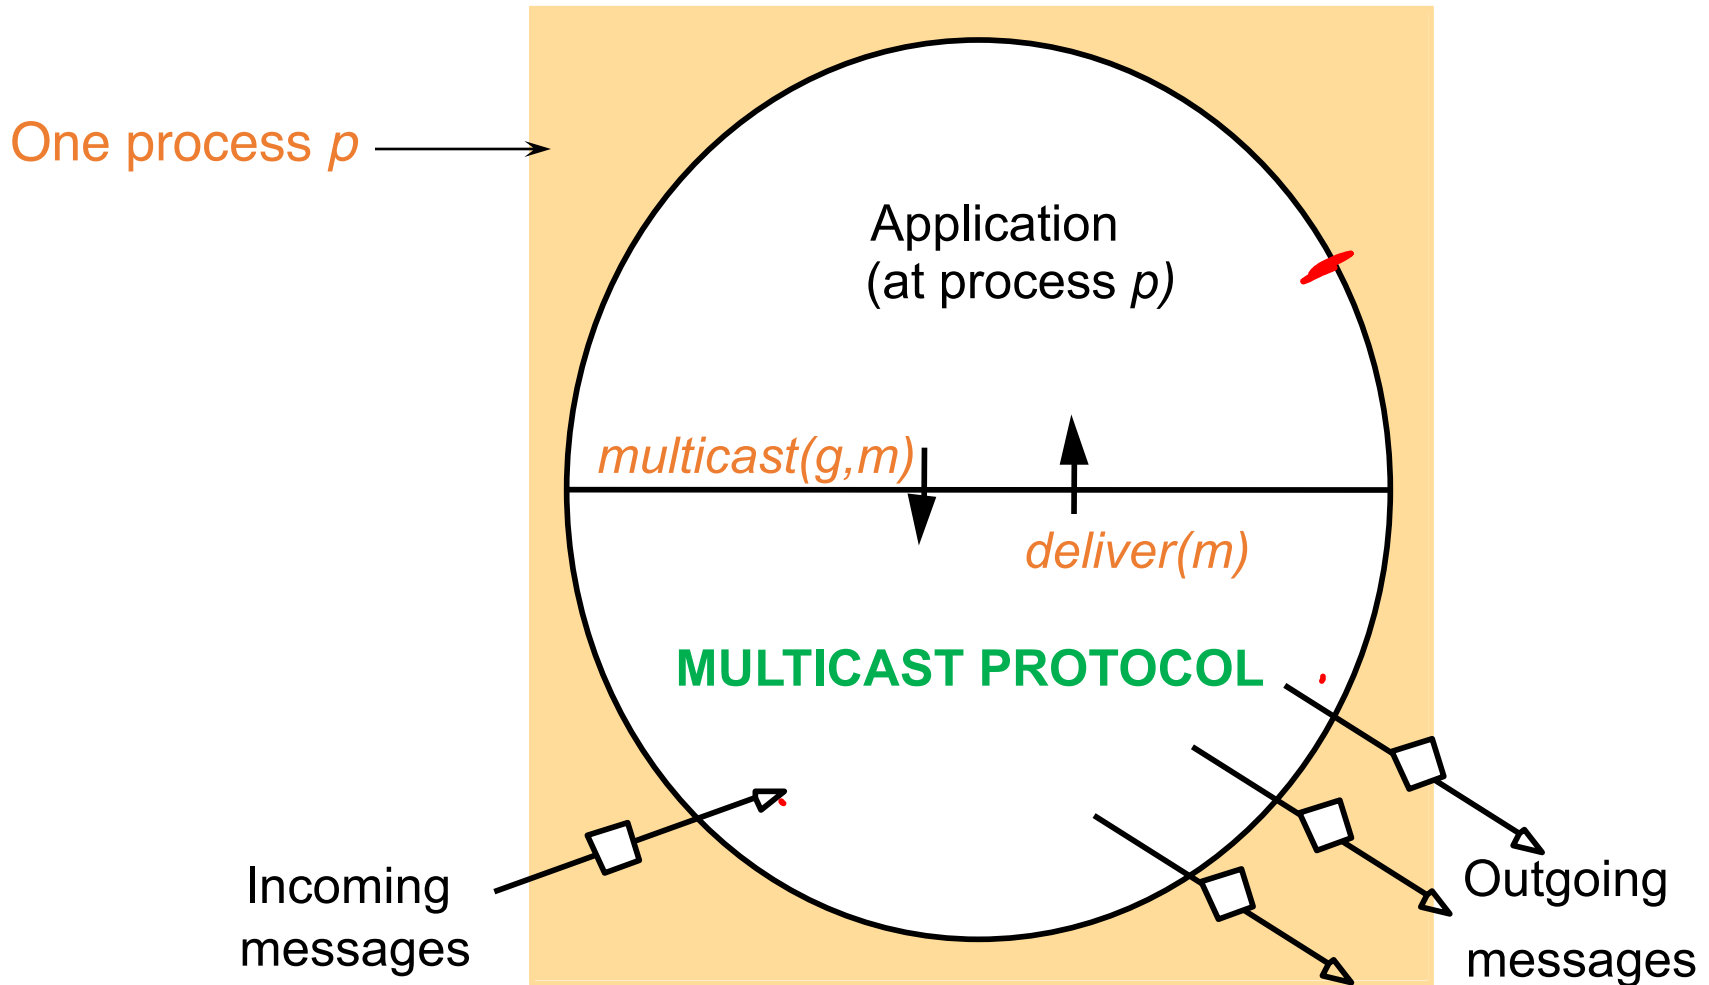 One process p
Application
(at process p)
multicast(g,m)
deliver(m)
MULTICAST PROTOCOL
Incoming
messages
Outgoing
messages